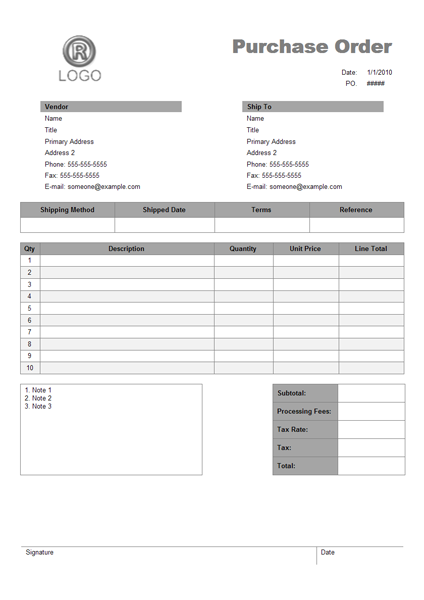 Purchase Order
R
LOGO
Date: 1/1/2010
PO. #####
Vendor Ship To
Name Name
Title Title
Primary Address Primary Address
Address 2 Address 2
Phone: 555-555-5555 Phone: 555-555-5555
Fax: 555-555-5555 Fax: 555-555-5555
E-mail: someone@example.com E-mail: someone@example.com
Shipping Method Shipped Date Terms Reference
Qty Description Quantity Unit Price Line Total
1
2
3
4
5
6
7
8
9
10
1. Note 1
2. Note 2
3. Note 3
Subtotal:
Processing Fees:
Tax Rate:
Tax:
Total:
Signature Date